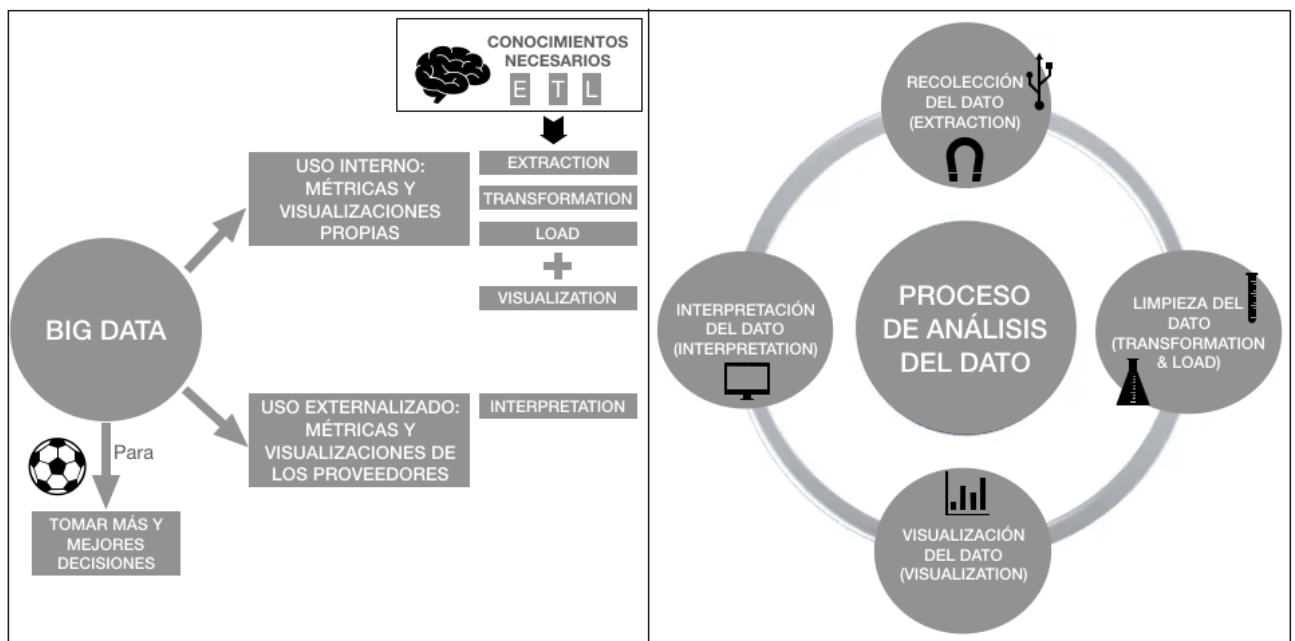 CONOCIMIENTOS
NECESARIOS
E T L
USO INTERNO:
MÉTRICAS Y
VISUALIZACIONES
PROPIAS
EXTRACTION
TRANSFORMATION
LOAD
VISUALIZATION
BIG DATA
USO EXTERNALIZADO:
MÉTRICAS Y
VISUALIZACIONES DE
LOS PROVEEDORES
INTERPRETATION
Para
TOMAR MÁS Y
MEJORES
DECISIONES
RECOLECCIÓN
DEL DATO
(EXTRACTION)
PROCESO
DE ANÁLISIS
DEL DATO
LIMPIEZA DEL
DATO
(TRANSFORMATION
& LOAD)
VISUALIZACIÓN
DEL DATO
(VISUALIZATION)
INTERPRETACIÓN
DEL DATO
(INTERPRETATION)